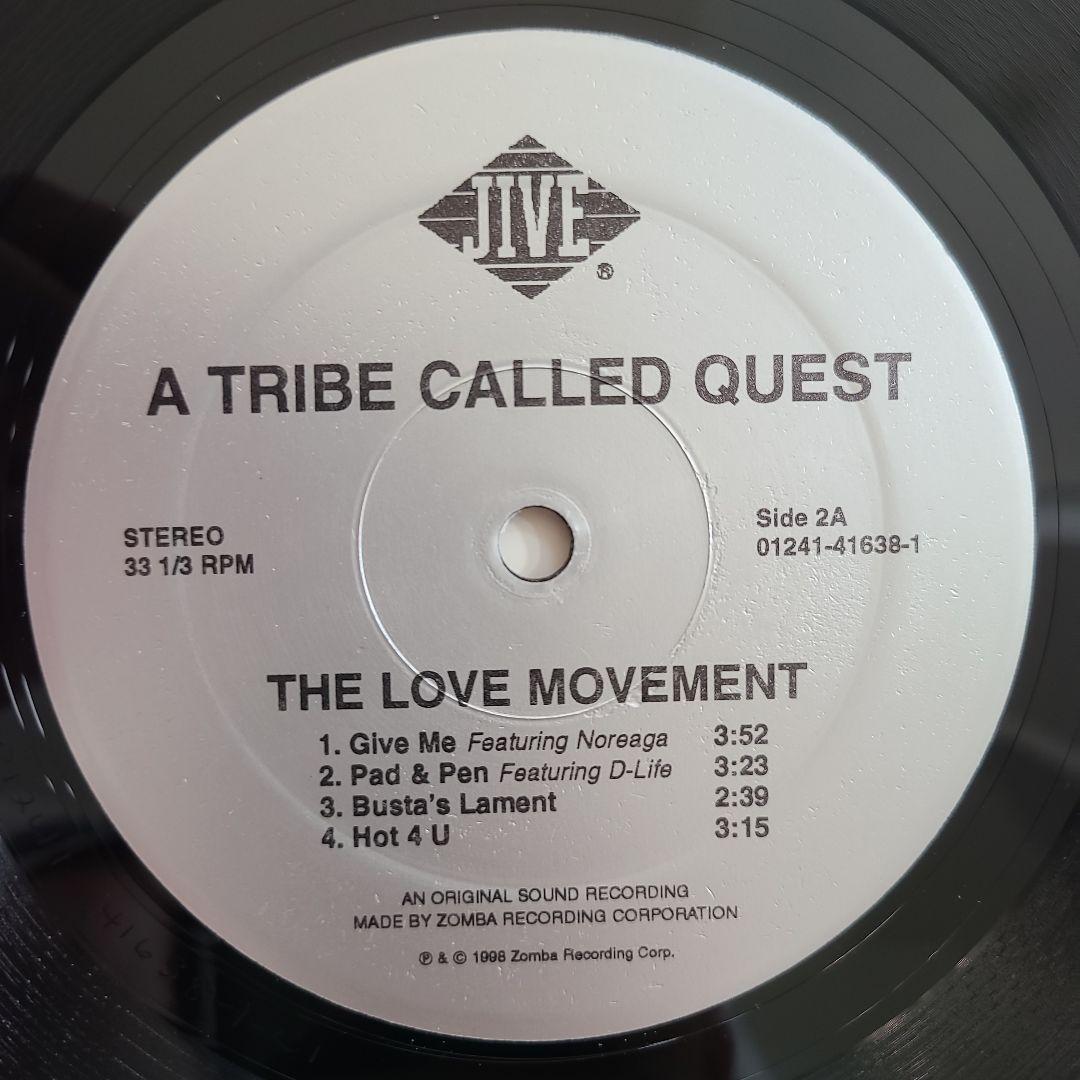 JIVE
®
A TRIBE CALLED QUEST
STEREO
33 1/3 RPM
Side 2A
01241-41638-1
THE LOVE MOVEMENT
1. Give Me Featuring Noreaga 3:52
2. Pad & Pen Featuring D-Life 3:23
3. Busta's Lament 2:39
4. Hot 4 U 3:15
AN ORIGINAL SOUND RECORDING
MADE BY ZOMBA RECORDING CORPORATION
℗ & © 1998 Zomba Recording Corp.